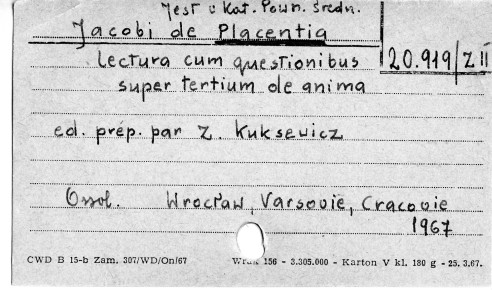 Jest w Kat. Pown. Średn.
Jacobi de Placentia
Lectura cum questionibus 20.919/Z II
super tertium de anima
ed. prép. par Z. Kuksewicz
Ossol. Wrocław, Varsovie, Cracovie
1967
CWD B 15-b Zam. 307/WD/On/67 156 - 3.305.000 - Karton V kl. 180 g - 25.3.67.